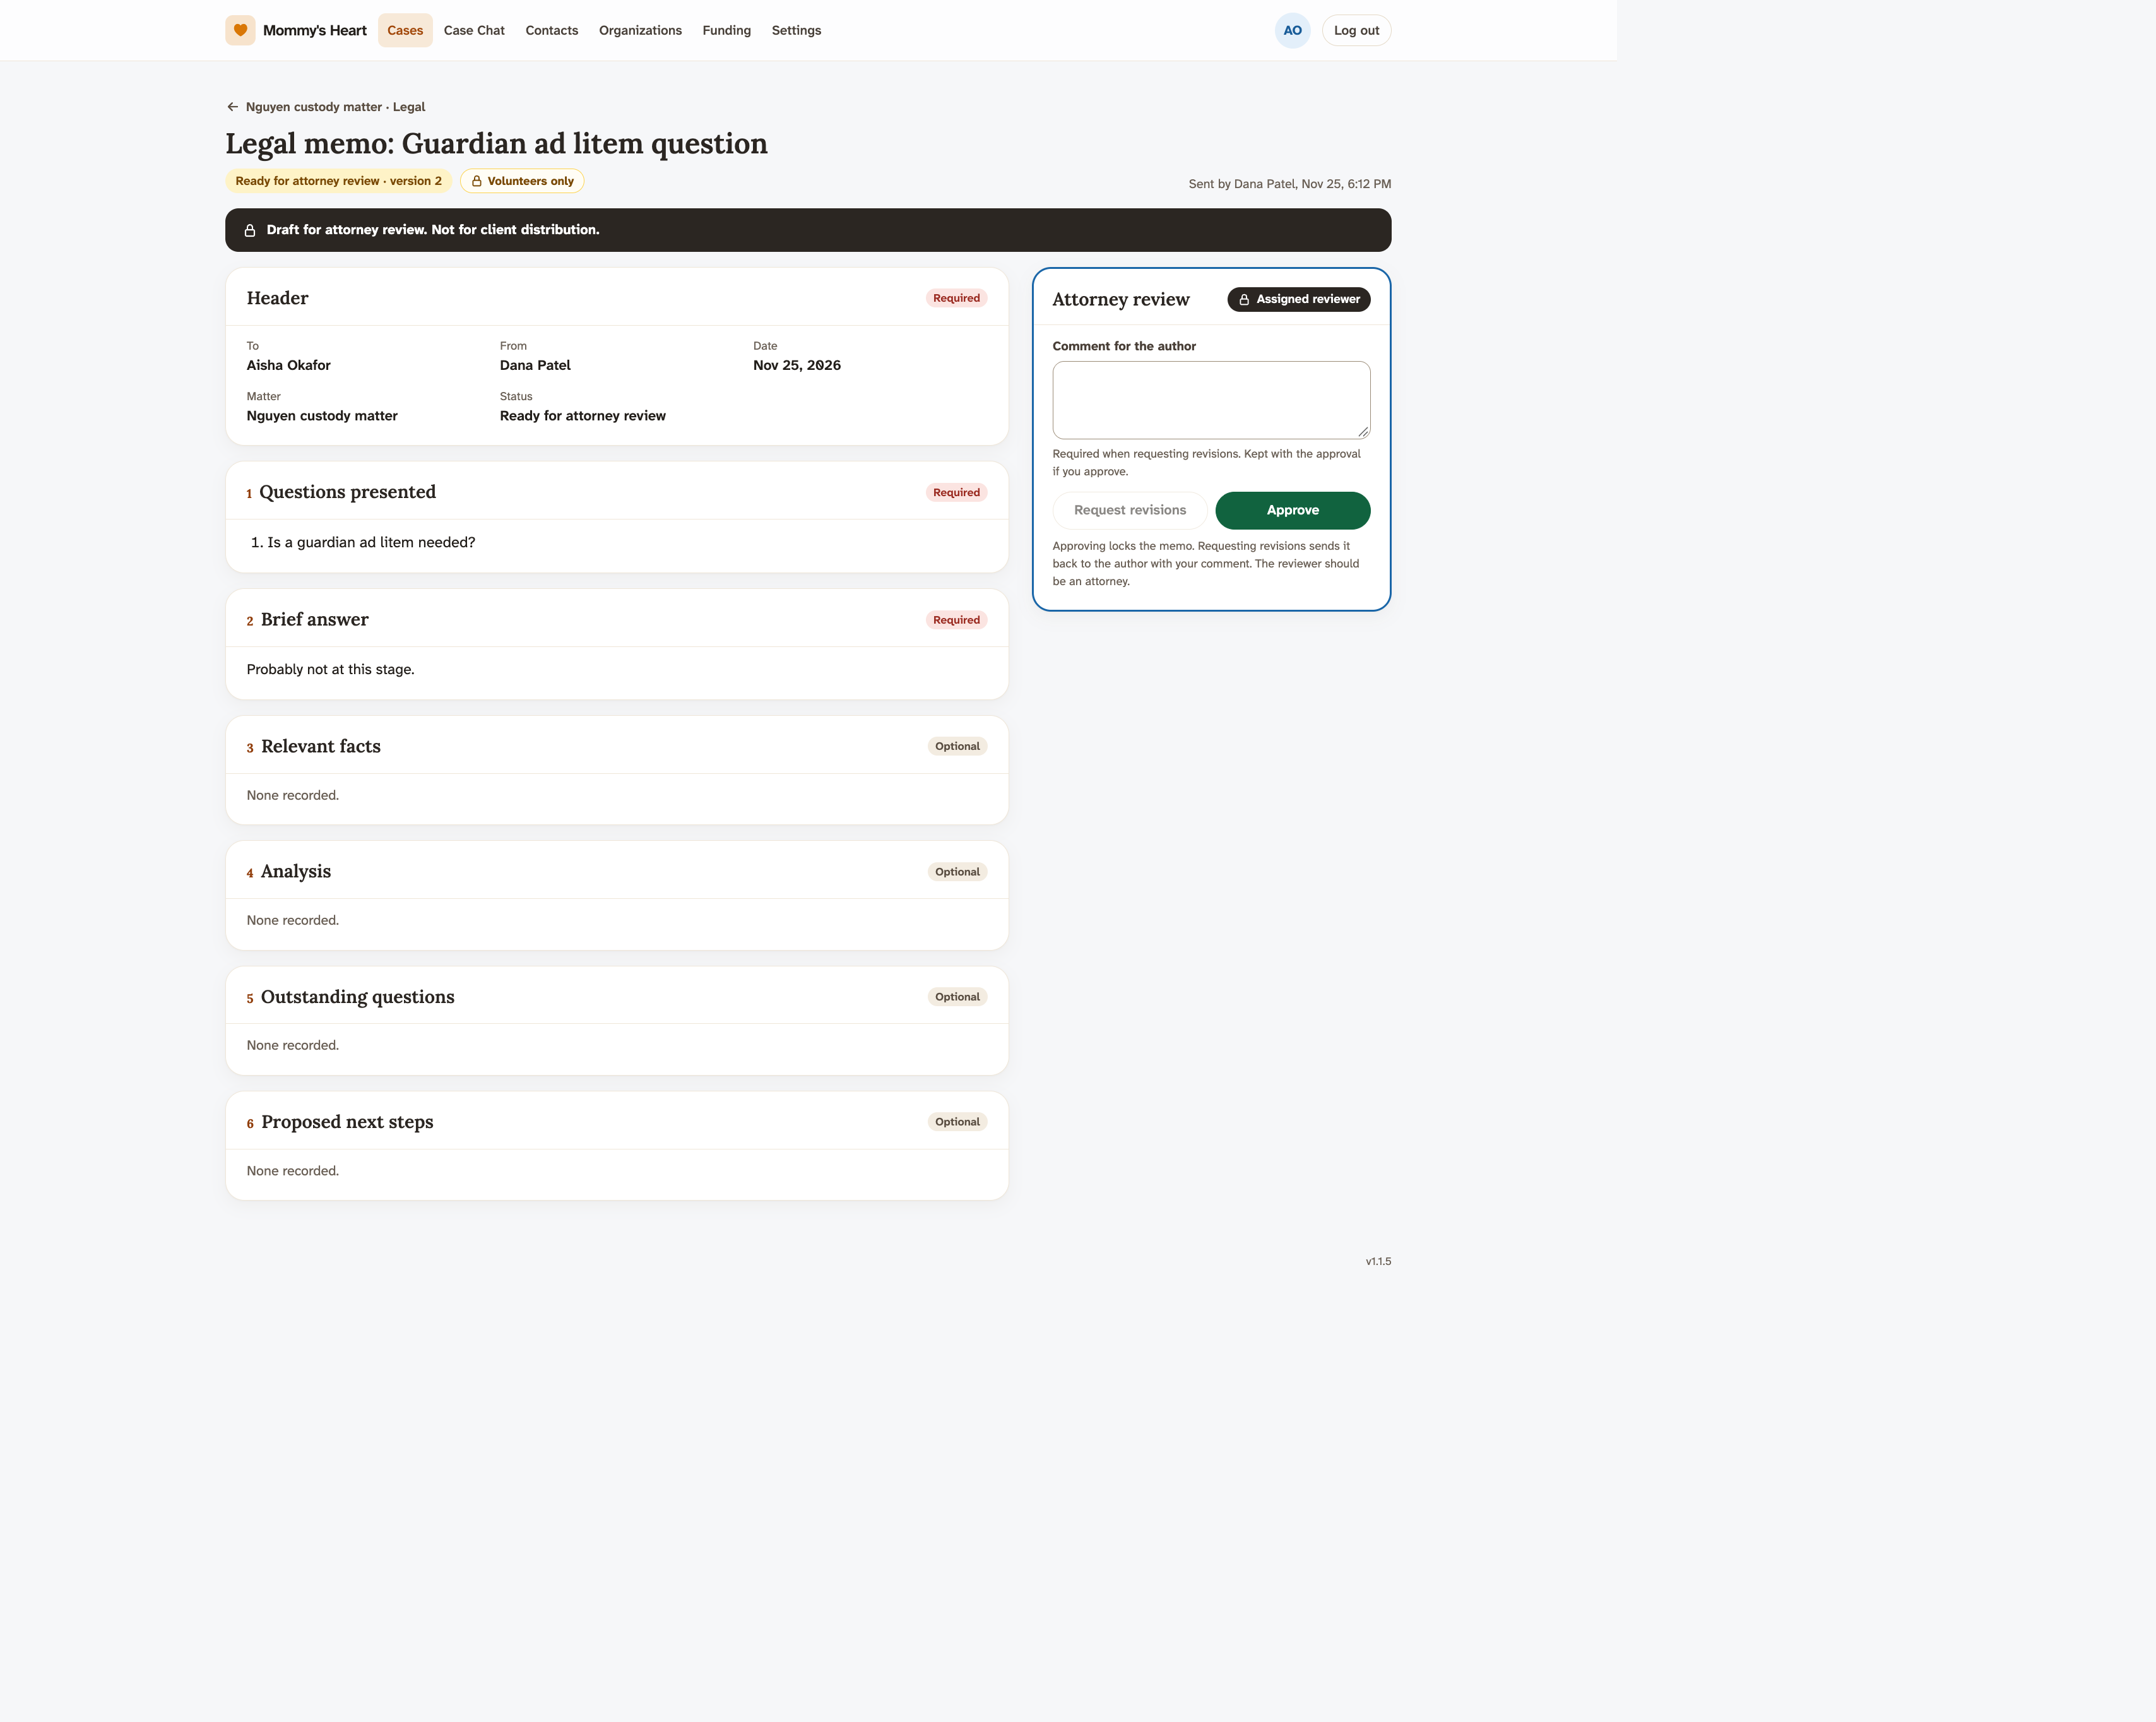 Mommy's Heart
Cases
Case Chat
Contacts
Organizations
Funding
Settings
AO
Log out
Nguyen custody matter · Legal
Legal memo: Guardian ad litem question
Ready for attorney review · version 2
Volunteers only
Sent by Dana Patel, Nov 25, 6:12 PM
Draft for attorney review. Not for client distribution.
Header
Required
To
From
Date
Aisha Okafor
Dana Patel
Nov 25, 2026
Matter
Status
Nguyen custody matter
Ready for attorney review
1 Questions presented
Required
1. Is a guardian ad litem needed?
2 Brief answer
Required
Probably not at this stage.
3 Relevant facts
Optional
None recorded.
4 Analysis
Optional
None recorded.
5 Outstanding questions
Optional
None recorded.
6 Proposed next steps
Optional
None recorded.
Attorney review
Assigned reviewer
Comment for the author
Required when requesting revisions. Kept with the approval
if you approve.
Request revisions
Approve
Approving locks the memo. Requesting revisions sends it
back to the author with your comment. The reviewer should
be an attorney.
v1.1.5